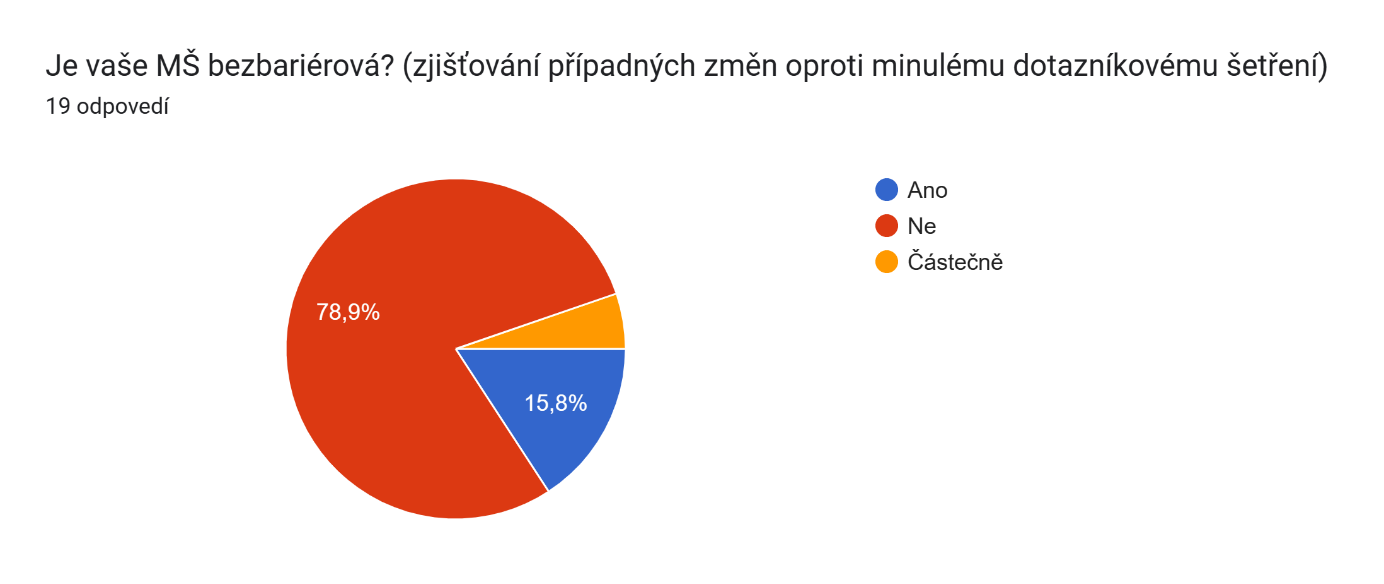 Je vaše MŠ bezbariérová? (zjišťování případných změn oproti minulému dotazníkovému šetření)
19 odpovedí
Ano
Ne
Částečně
78,9%
15,8%